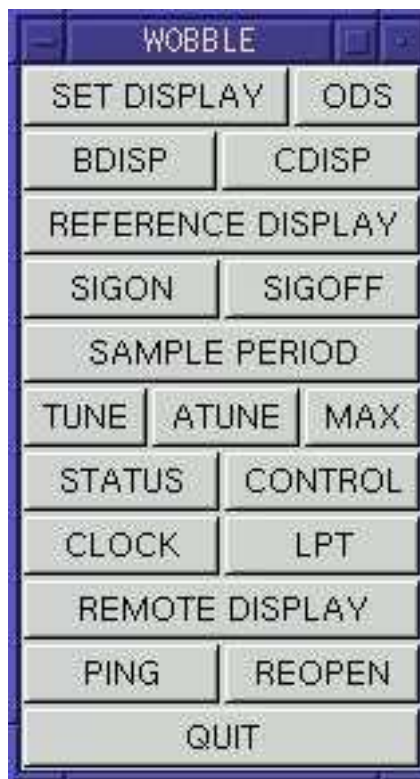 WOBBLE
SET DISPLAY ODS
BDISP CDISP
REFERENCE DISPLAY
SIGON SIGOFF
SAMPLE PERIOD
TUNE ATUNE MAX
STATUS CONTROL
CLOCK LPT
REMOTE DISPLAY
PING REOPEN
QUIT